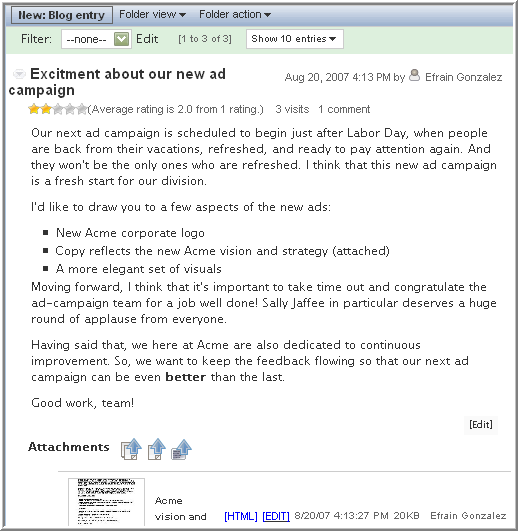 New: Blog entry Folder view Folder action
Filter: --none-- Edit [1 to 3 of 3] Show 10 entries
Excitment about our new ad campaign Aug 20, 2007 4:13 PM by Efrain Gonzalez
(Average rating is 2.0 from 1 rating.) 3 visits 1 comment
Our next ad campaign is scheduled to begin just after Labor Day, when people
are back from their vacations, refreshed, and ready to pay attention again. And
they won't be the only ones who are refreshed. I think that this new ad campaign
is a fresh start for our division.
I'd like to draw you to a few aspects of the new ads:
New Acme corporate logo
Copy reflects the new Acme vision and strategy (attached)
A more elegant set of visuals
Moving forward, I think that it's important to take time out and congratulate the
ad-campaign team for a job well done! Sally Jaffee in particular deserves a huge
round of applause from everyone.
Having said that, we here at Acme are also dedicated to continuous
improvement. So, we want to keep the feedback flowing so that our next ad
campaign can be even better than the last.
Good work, team!
[Edit]
Attachments
Acme
vision and [HTML] [EDIT] 8/20/07 4:13:27 PM 20KB Efrain Gonzalez